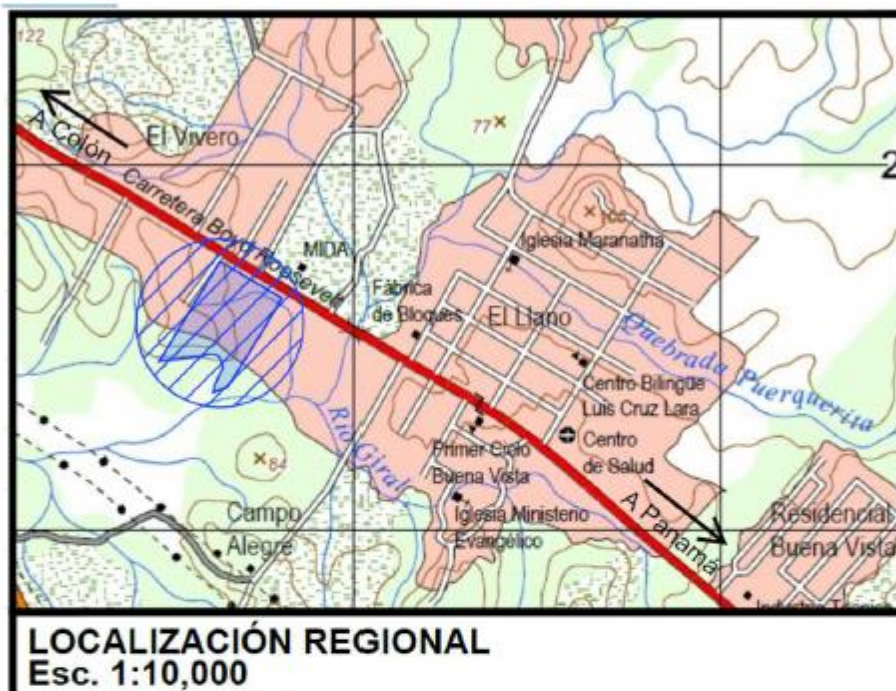 122
A Colón
El Vivero
77
2
Carretera Boyd Roosevelt
MIDA
Iglesia Maranatha
Fábrica
de Bloques
El Llano
Quebrada Puerquerita
Centro Bilingüe
Luis Cruz Lara
Centro
de Salud
Río Giral
Primer Ciclo
Buena Vista
84
A Panamá
Campo
Alegre
Iglesia Ministerio
Evangélico
Residencial
Buena Vista
LOCALIZACIÓN REGIONAL
Esc. 1:10,000